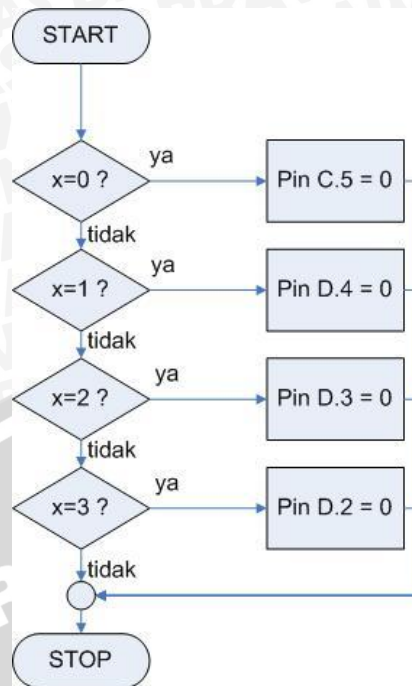 START
x=0 ?
ya
Pin C.5 = 0
tidak
x=1 ?
ya
Pin D.4 = 0
tidak
x=2 ?
ya
Pin D.3 = 0
tidak
x=3 ?
ya
Pin D.2 = 0
tidak
STOP